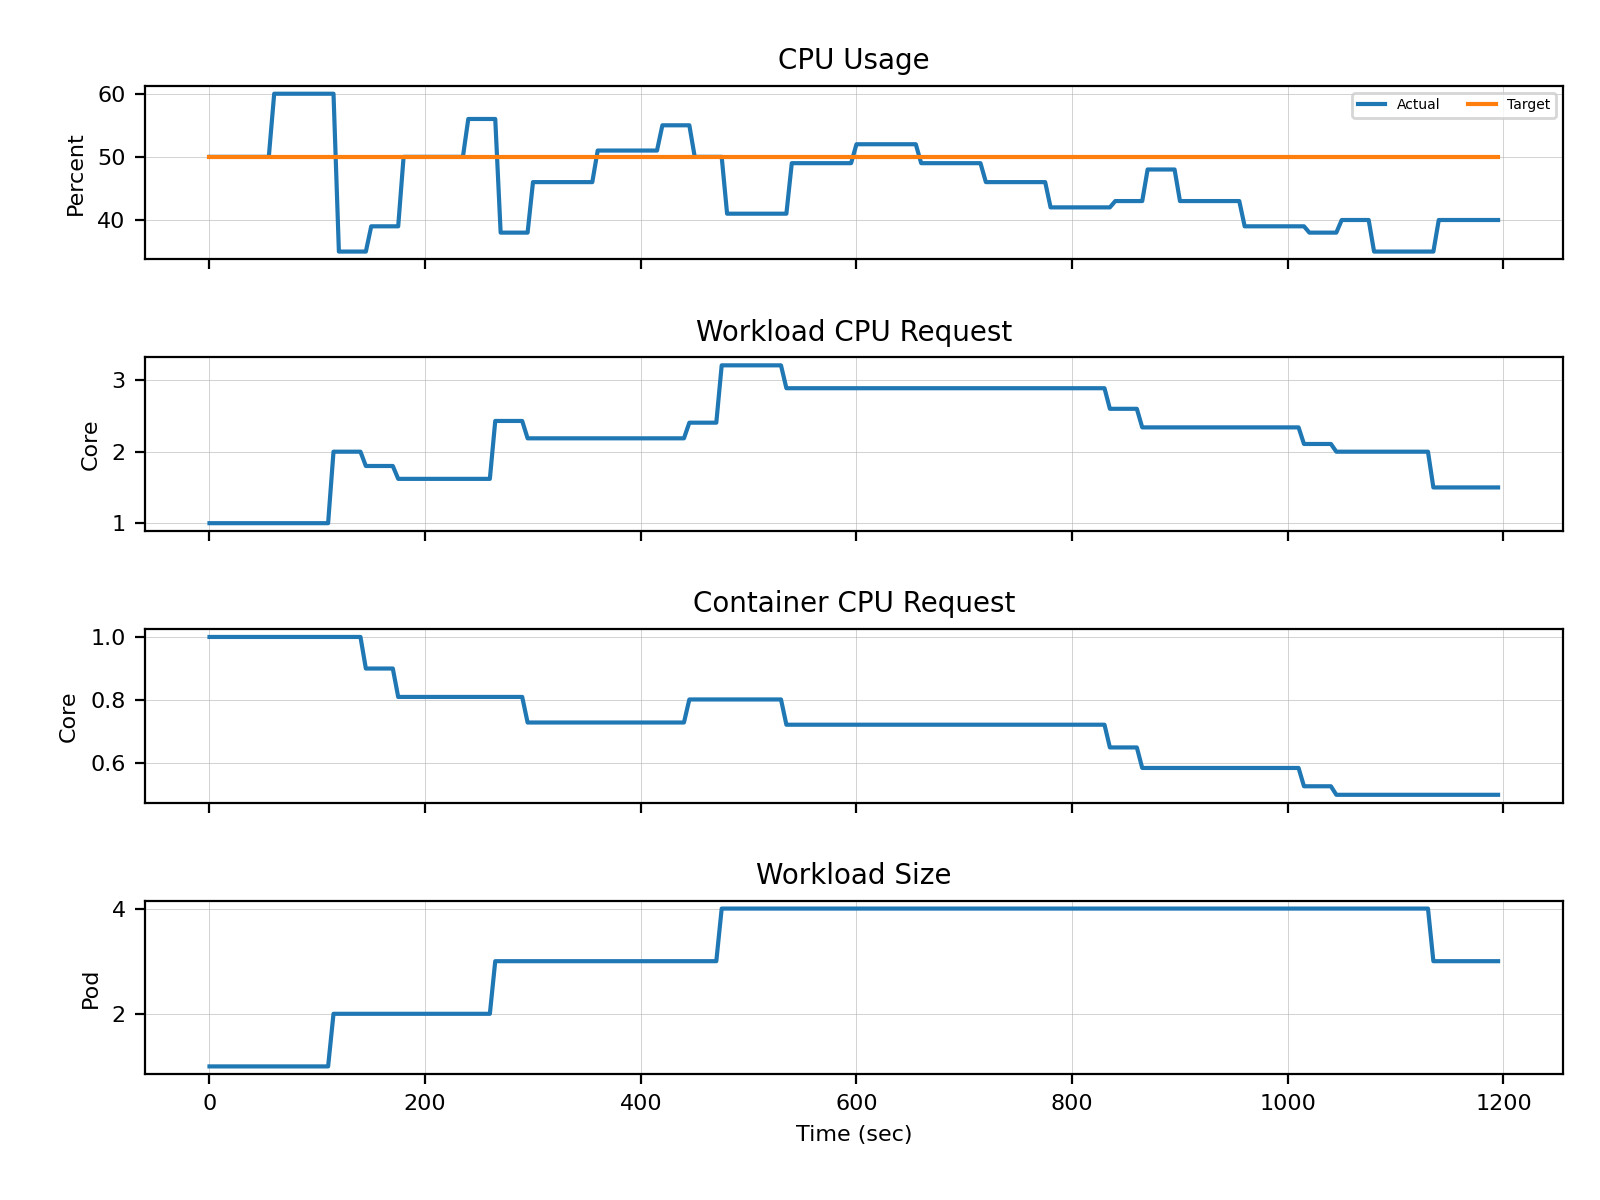 CPU Usage
60
50
40
Percent
Actual Target
Workload CPU Request
3
2
1
Core
Container CPU Request
1.0
0.8
0.6
Core
Workload Size
4
2
Pod
0 200 400 600 800 1000 1200
Time (sec)